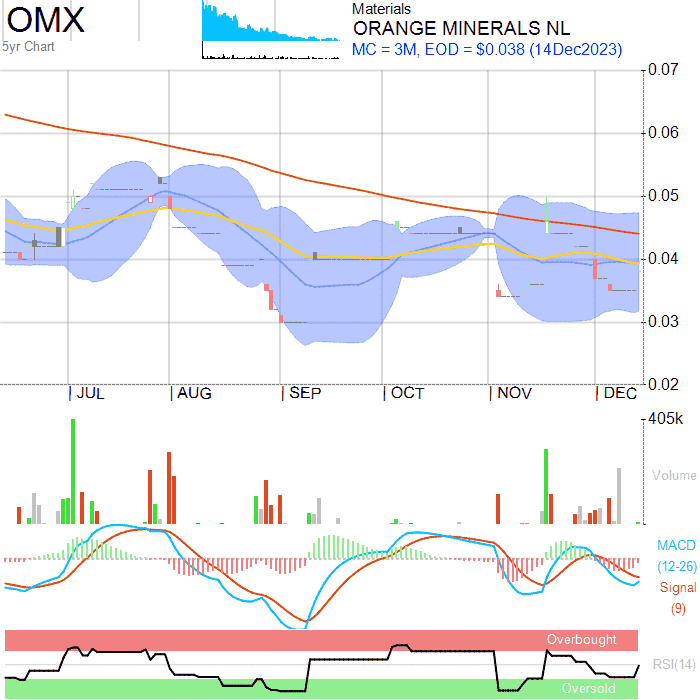 OMX
5yr Chart
Materials
ORANGE MINERALS NL
MC = 3M, EOD = $0.038 (14Dec2023)
0.07
0.06
0.05
0.04
0.03
0.02
JUL AUG SEP OCT NOV DEC
405k
Volume
MACD
(12-26)
Signal
(9)
Overbought
RSI(14)
Oversold